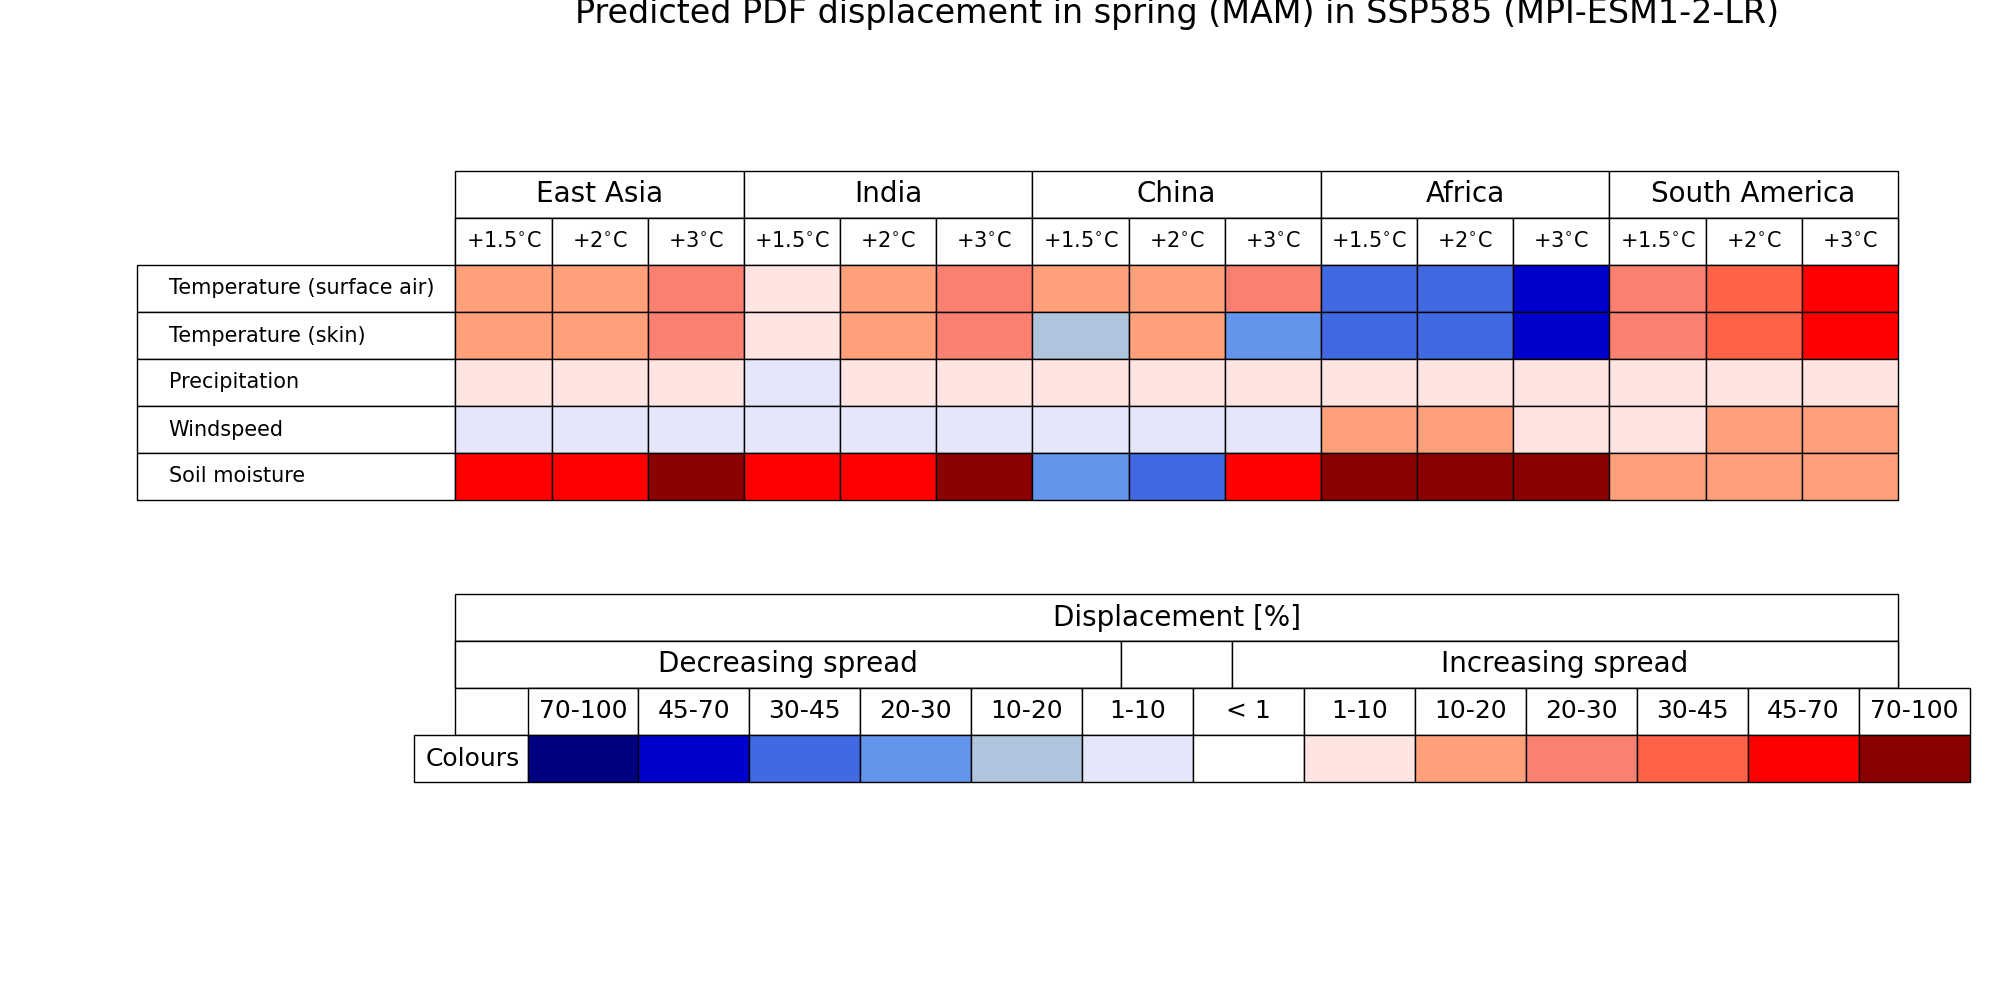 Predicted PDF displacement in spring (MAM) in SSP585 (MPI-ESM1-2-LR)
East Asia India China Africa South America
+1.5°C +2°C +3°C +1.5°C +2°C +3°C +1.5°C +2°C +3°C +1.5°C +2°C +3°C +1.5°C +2°C +3°C
Temperature (surface air)
Temperature (skin)
Precipitation
Windspeed
Soil moisture
Displacement [%]
Decreasing spread Increasing spread
70-100 45-70 30-45 20-30 10-20 1-10 < 1 1-10 10-20 20-30 30-45 45-70 70-100
Colours